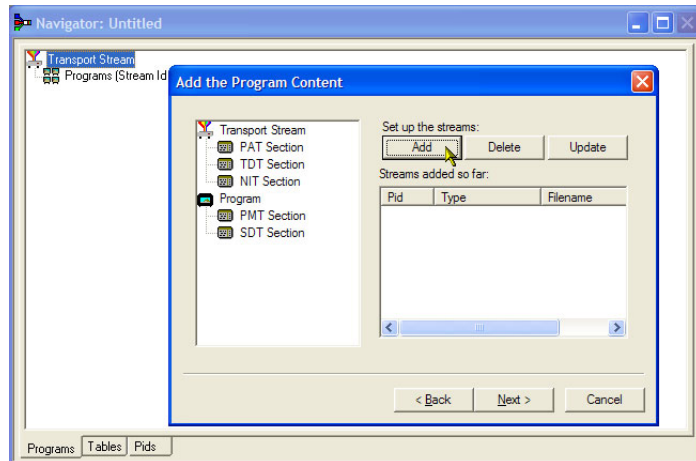 Navigator: Untitled
Transport Stream
Programs (Stream Id
Add the Program Content
Transport Stream
PAT Section
TDT Section
NIT Section
Program
PMT Section
SDT Section
Set up the streams:
Add Delete Update
Streams added so far:
Pid Type Filename
< Back Next > Cancel
Programs Tables Pids